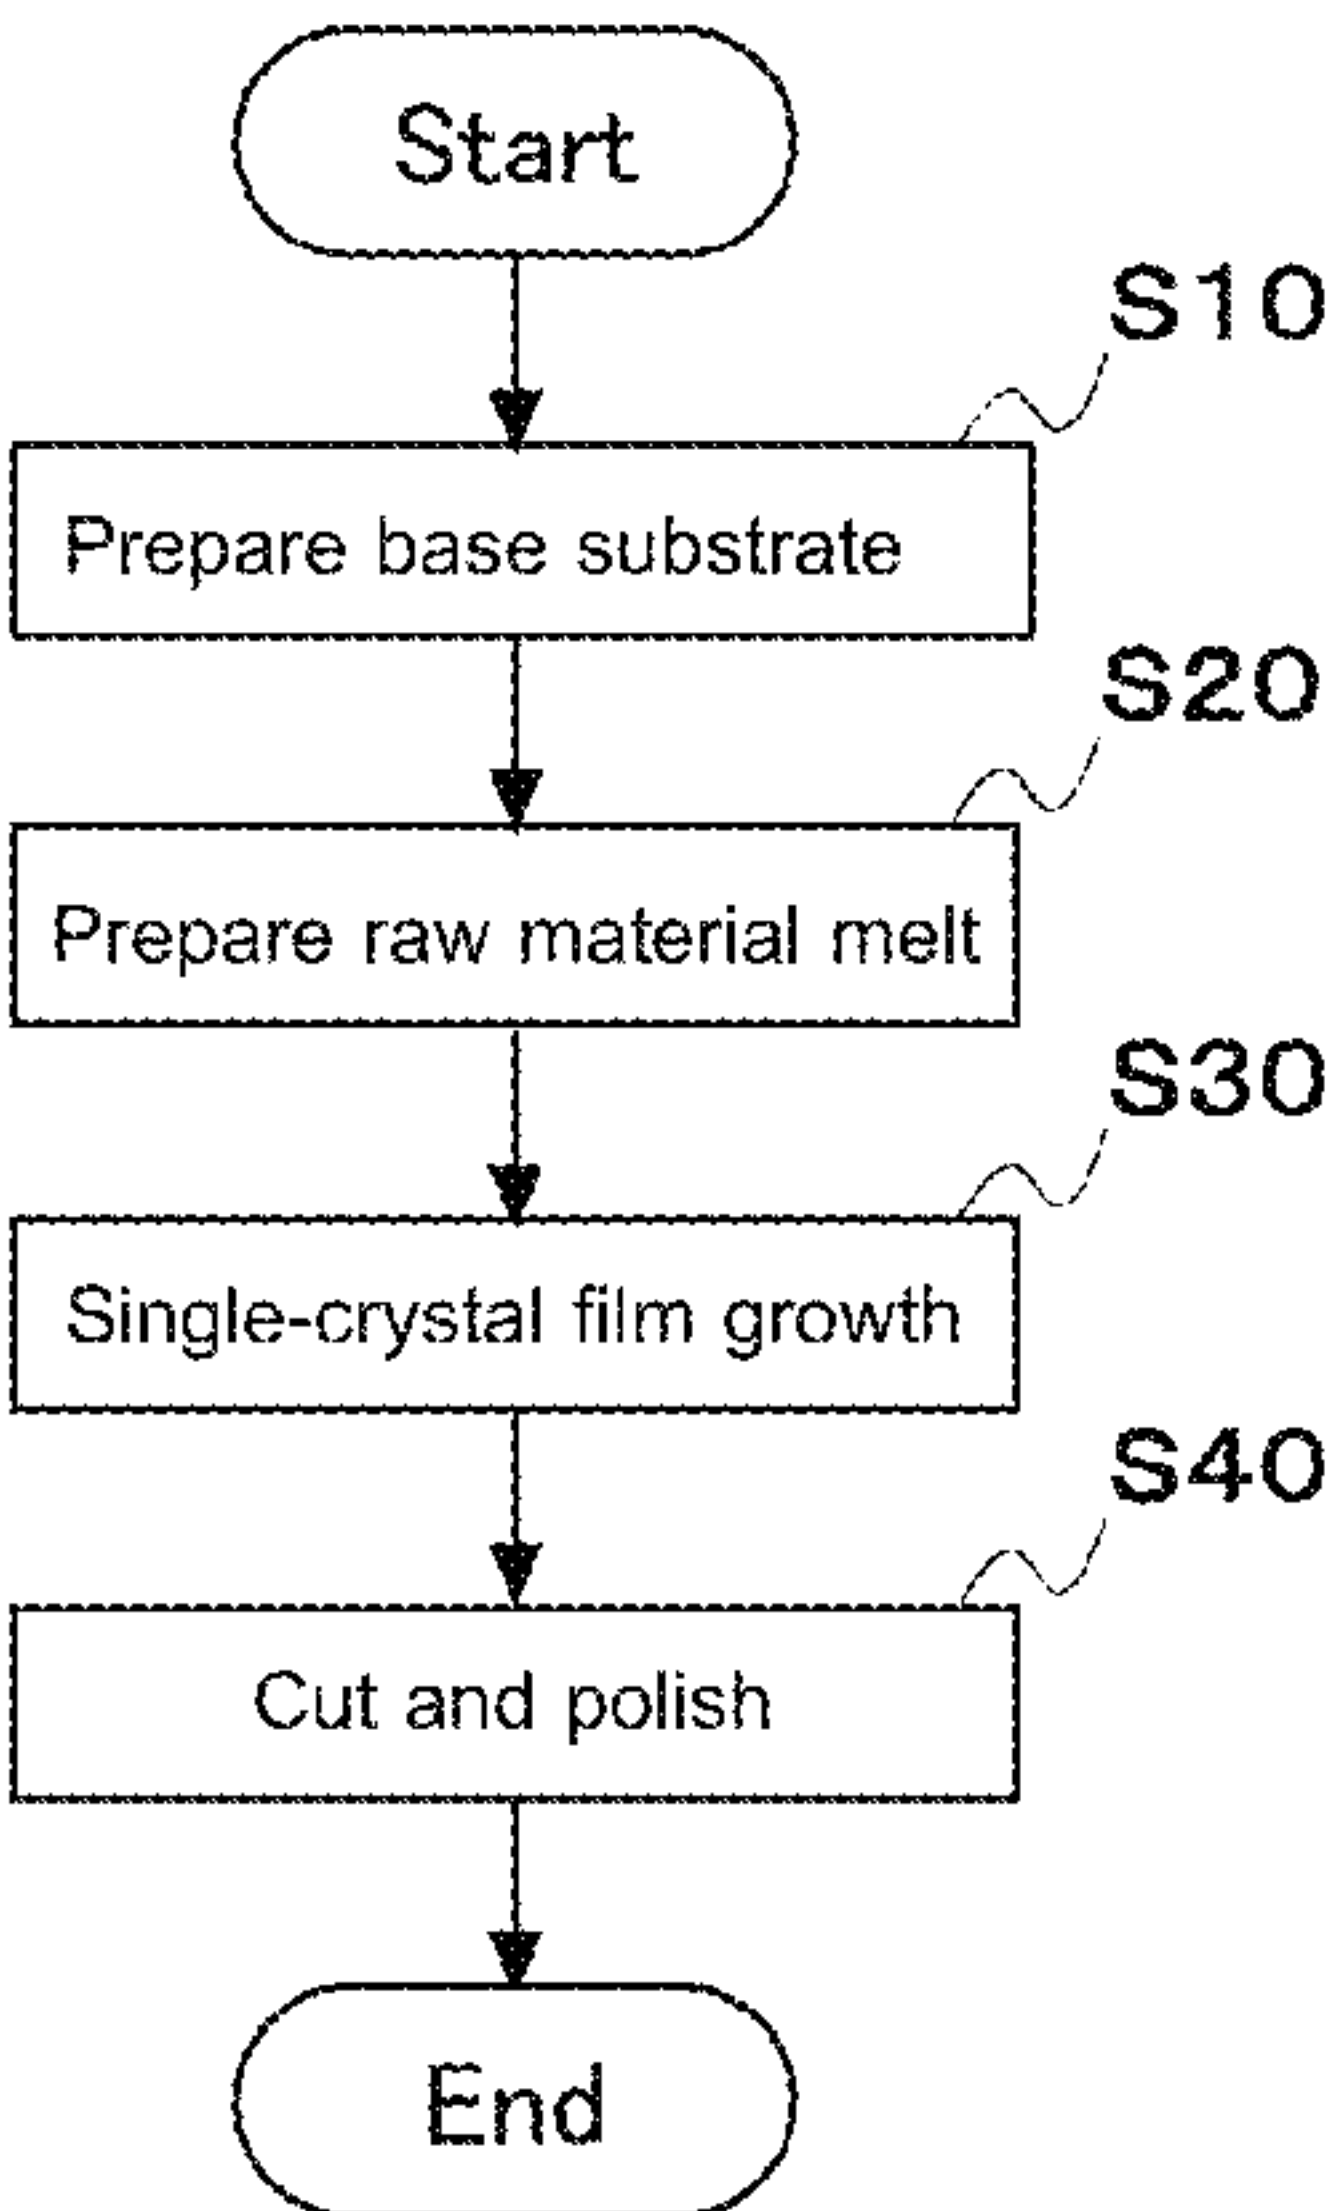 Start
S10
Prepare base substrate
S20
Prepare raw material melt
S30
Single-crystal film growth
S40
Cut and polish
End